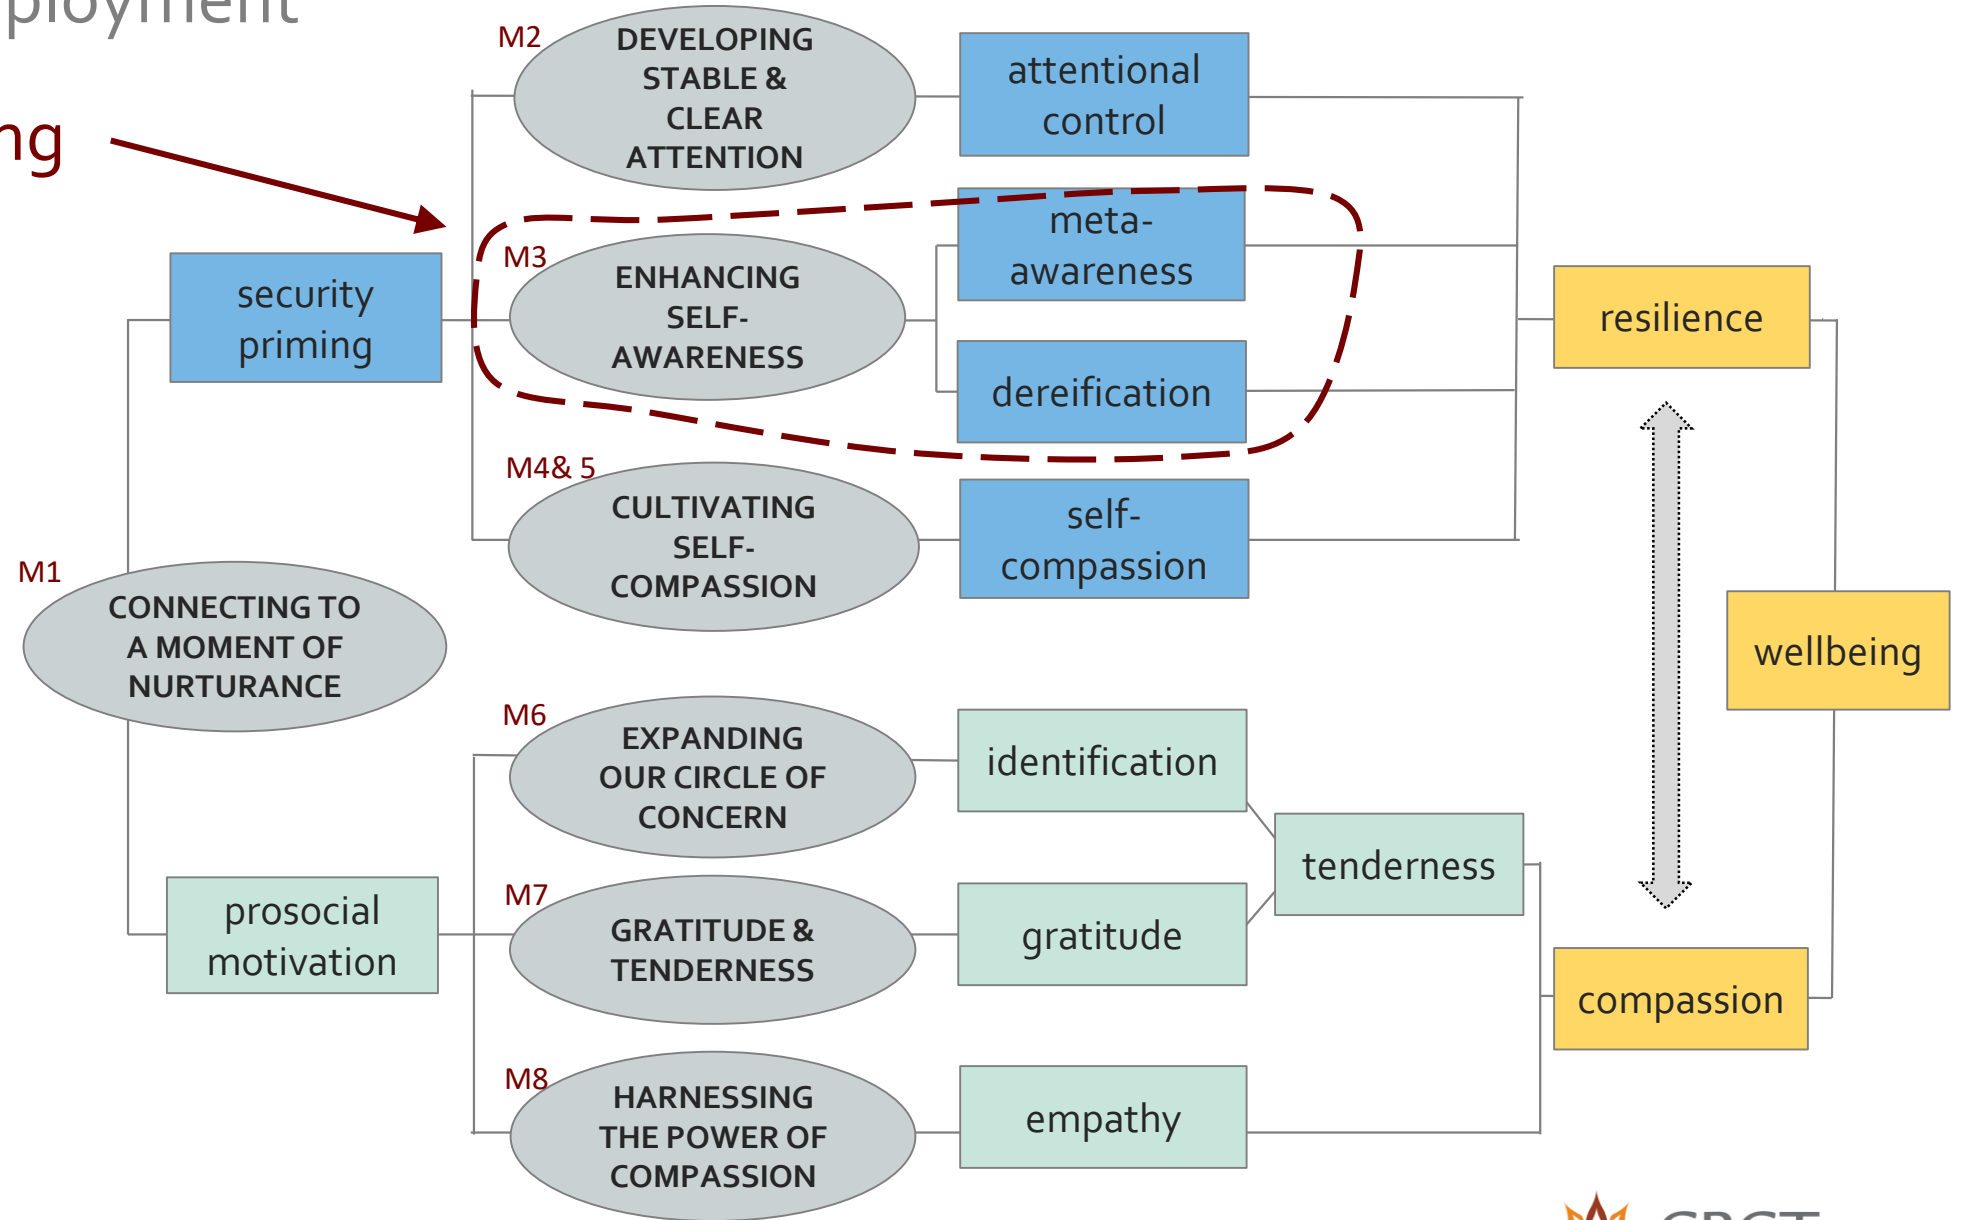 M2
DEVELOPING
STABLE &
CLEAR
ATTENTION
attentional
control
security
priming
M3
ENHANCING
SELF-
AWARENESS
meta-
awareness
dereification
resilience
M4& 5
CULTIVATING
SELF-
COMPASSION
self-
compassion
M1
CONNECTING TO
A MOMENT OF
NURTURANCE
wellbeing
M6
EXPANDING
OUR CIRCLE OF
CONCERN
identification
tenderness
prosocial
motivation
M7
GRATITUDE &
TENDERNESS
gratitude
compassion
M8
HARNESSING
THE POWER OF
COMPASSION
empathy